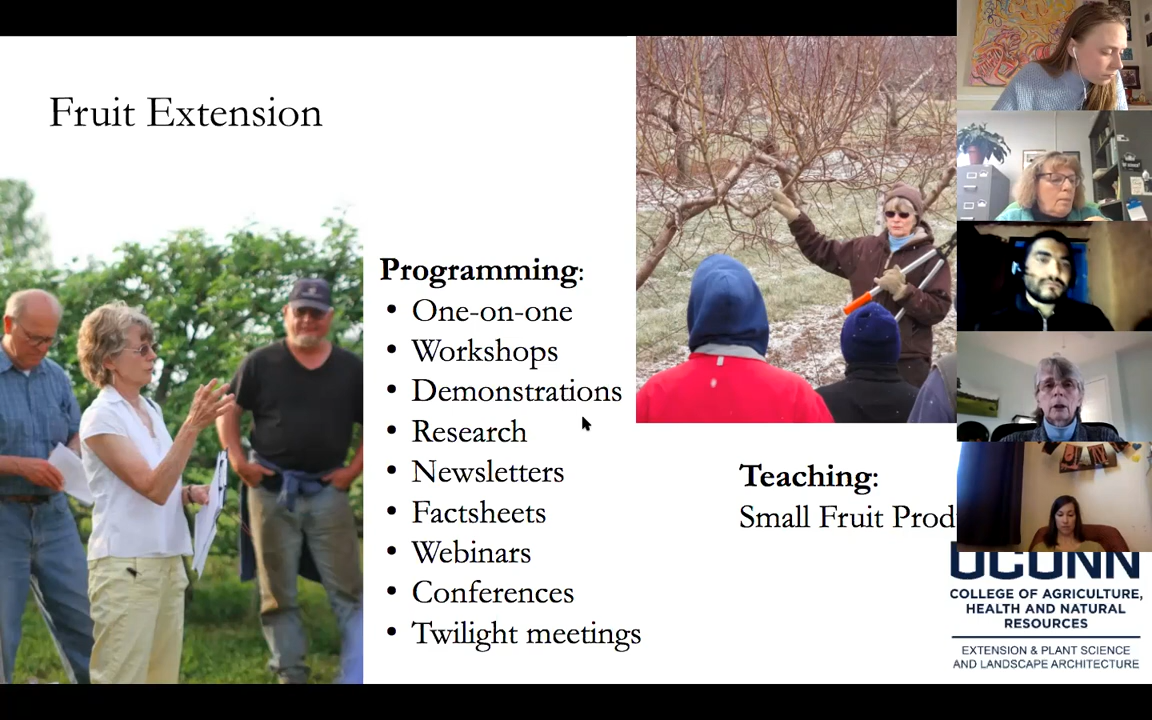 Fruit Extension
Programming:
• One-on-one
• Workshops
• Demonstrations
• Research
• Newsletters
• Factsheets
• Webinars
• Conferences
• Twilight meetings
Teaching:
Small Fruit Prod
UCONN
COLLEGE OF AGRICULTURE,
HEALTH AND NATURAL
RESOURCES
EXTENSION & PLANT SCIENCE
AND LANDSCAPE ARCHITECTURE